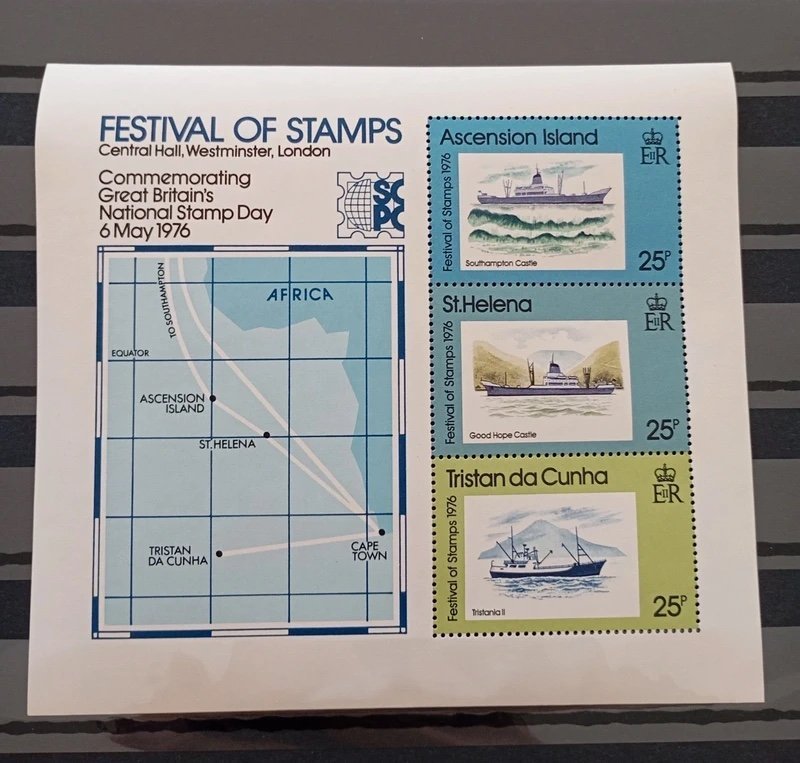 FESTIVAL OF STAMPS
Central Hall, Westminster, London
Commemorating
Great Britain's
National Stamp Day
6 May 1976
SC
PC
TO SOUTHAMPTON
AFRICA
EQUATOR
ASCENSION
ISLAND
ST. HELENA
TRISTAN
DA CUNHA
CAPE
TOWN
Ascension Island
EIIR
Festival of Stamps 1976
Southampton Castle
25P
St. Helena
EIIR
Festival of Stamps 1976
Good Hope Castle
25P
Tristan da Cunha
EIIR
Festival of Stamps 1976
Tristania II
25P